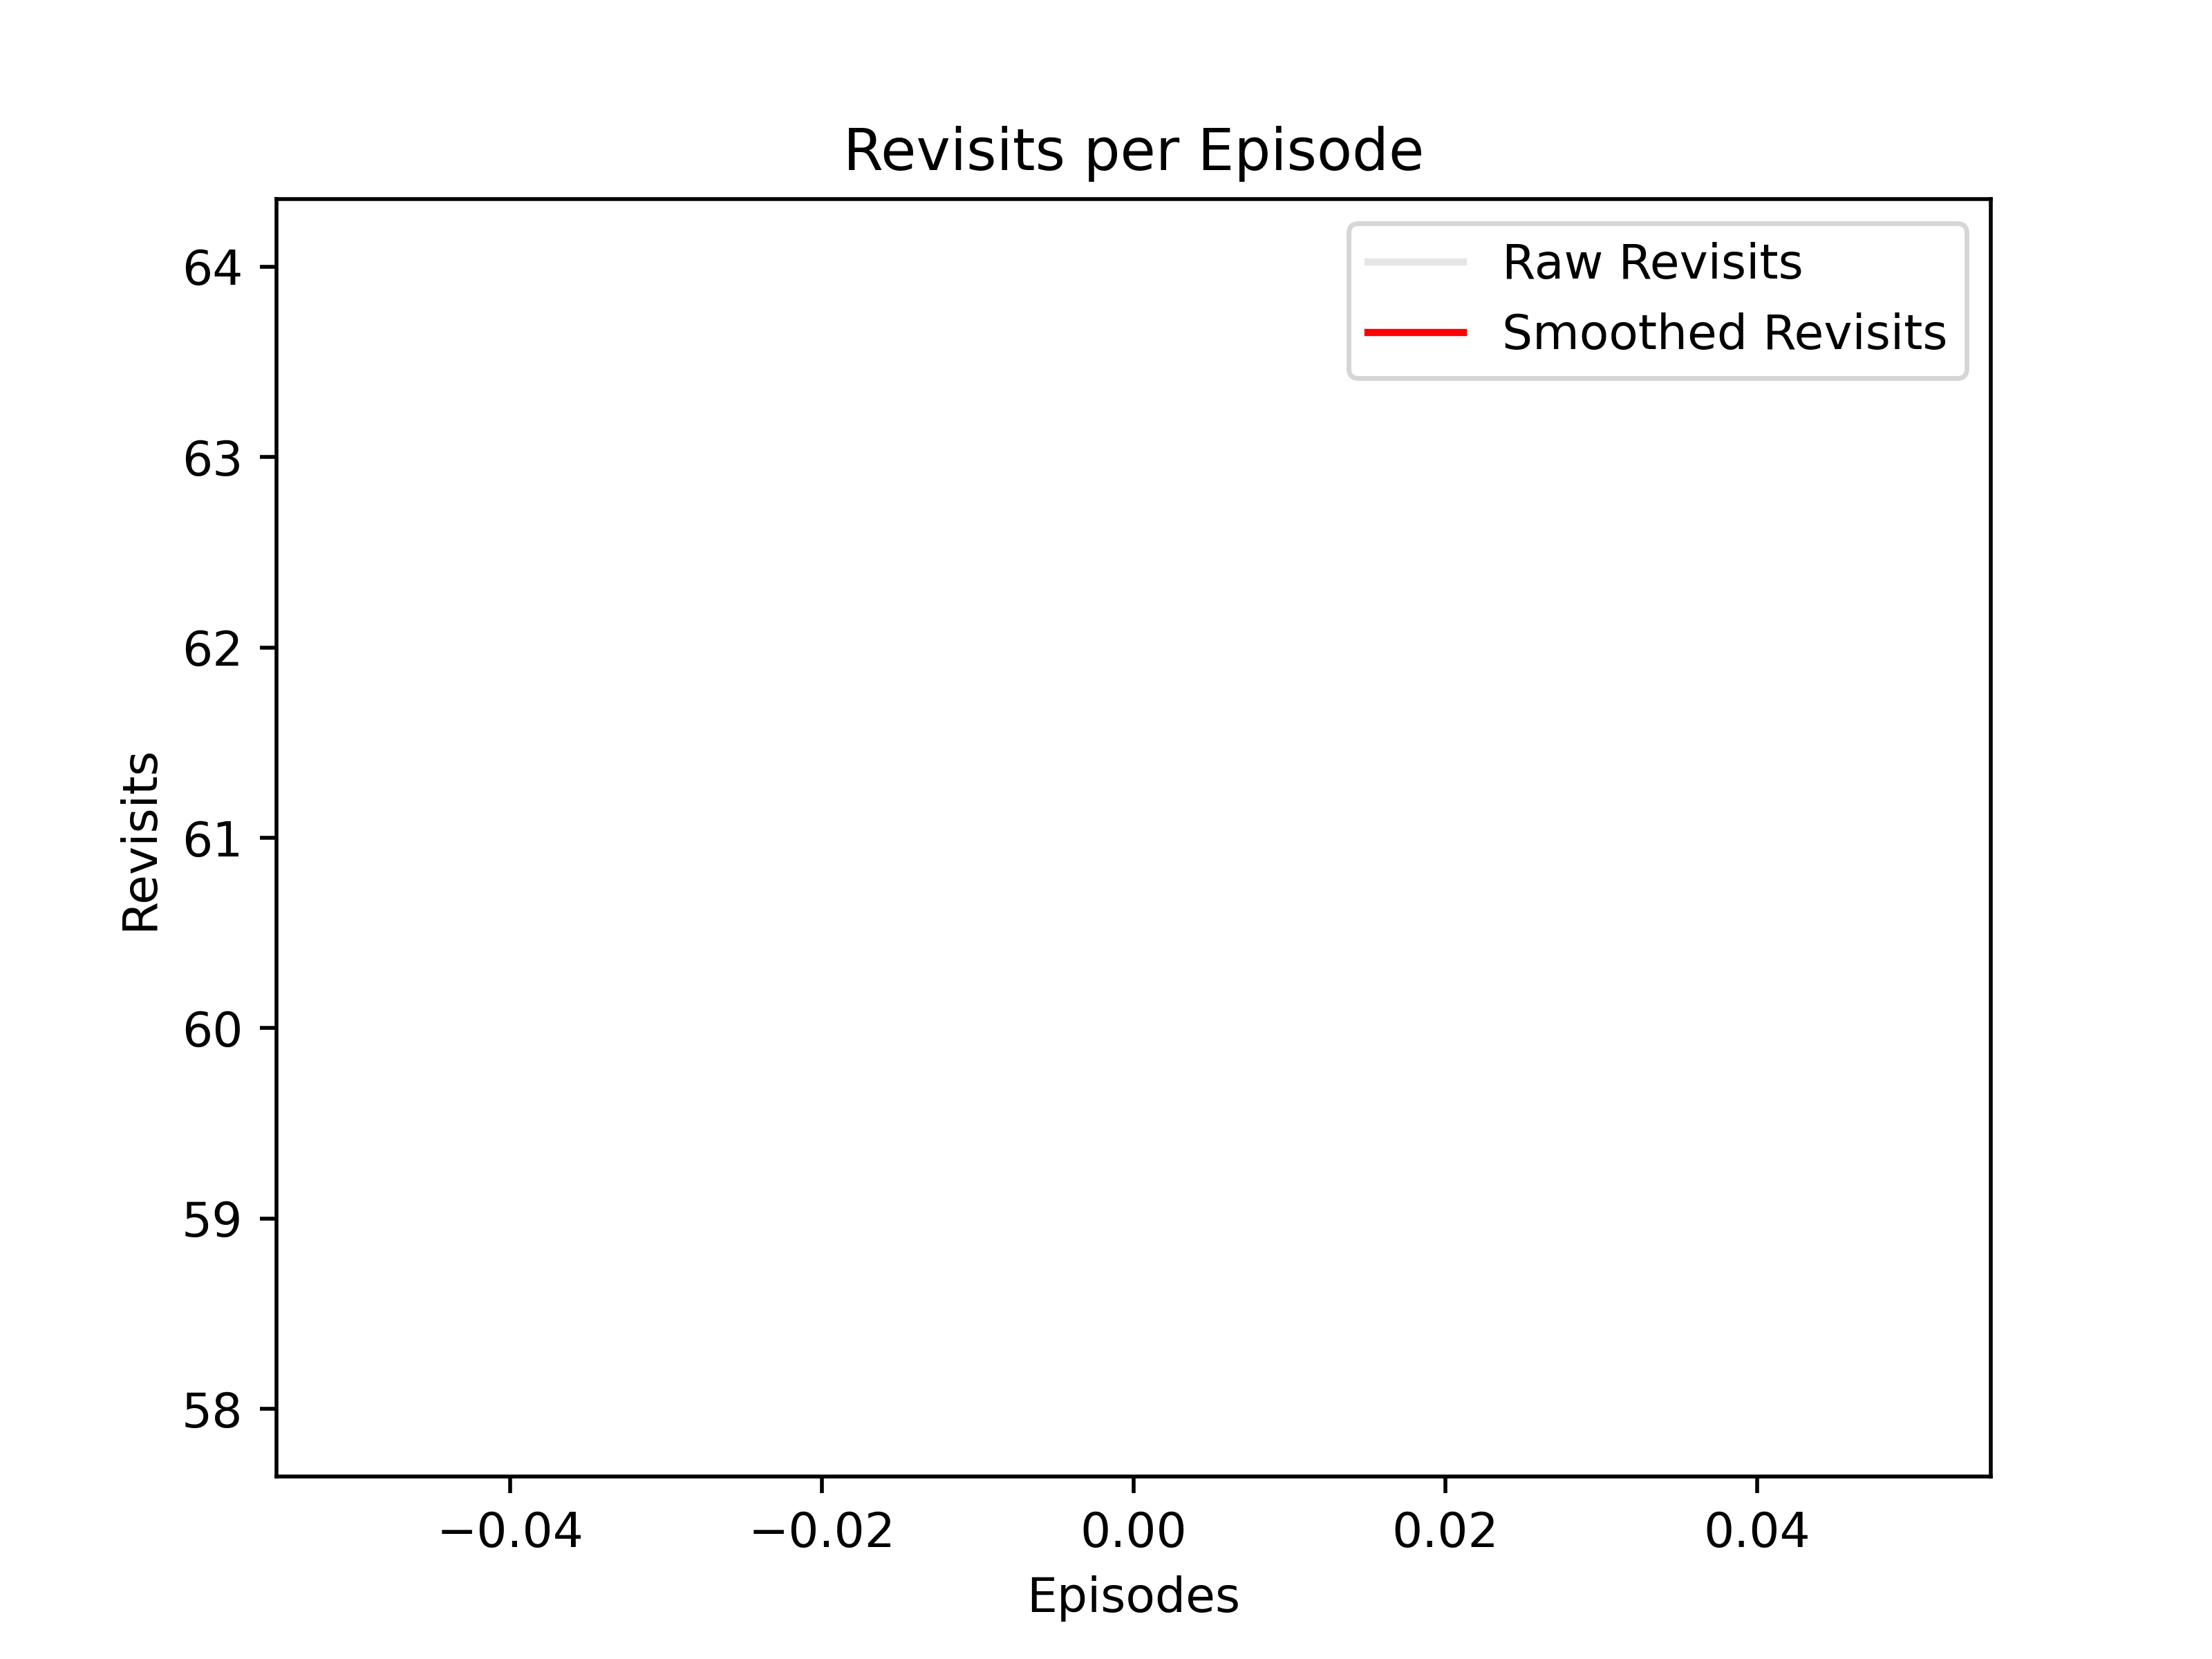 Revisits per Episode
Raw Revisits
Smoothed Revisits
64
63
62
61
60
59
58
Revisits
−0.04
−0.02
0.00
0.02
0.04
Episodes